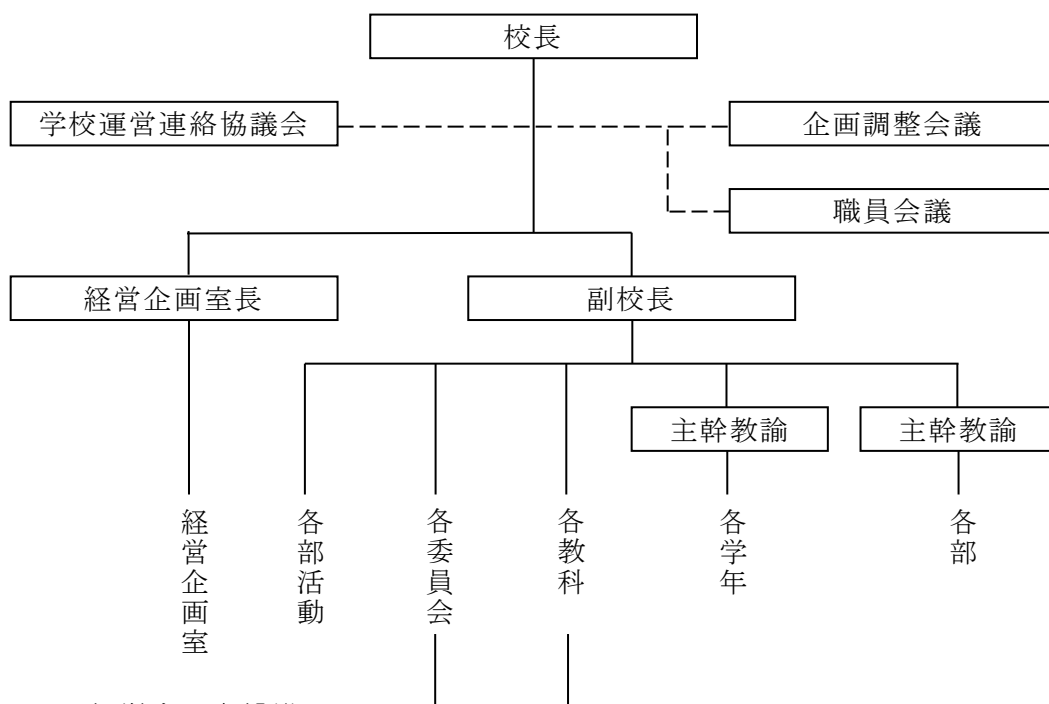 校長
学校運営連絡協議会
企画調整会議
職員会議
経営企画室長
副校長
主幹教諭
主幹教諭
経営企画室
各部活動
各委員会
各教科
各学年
各部